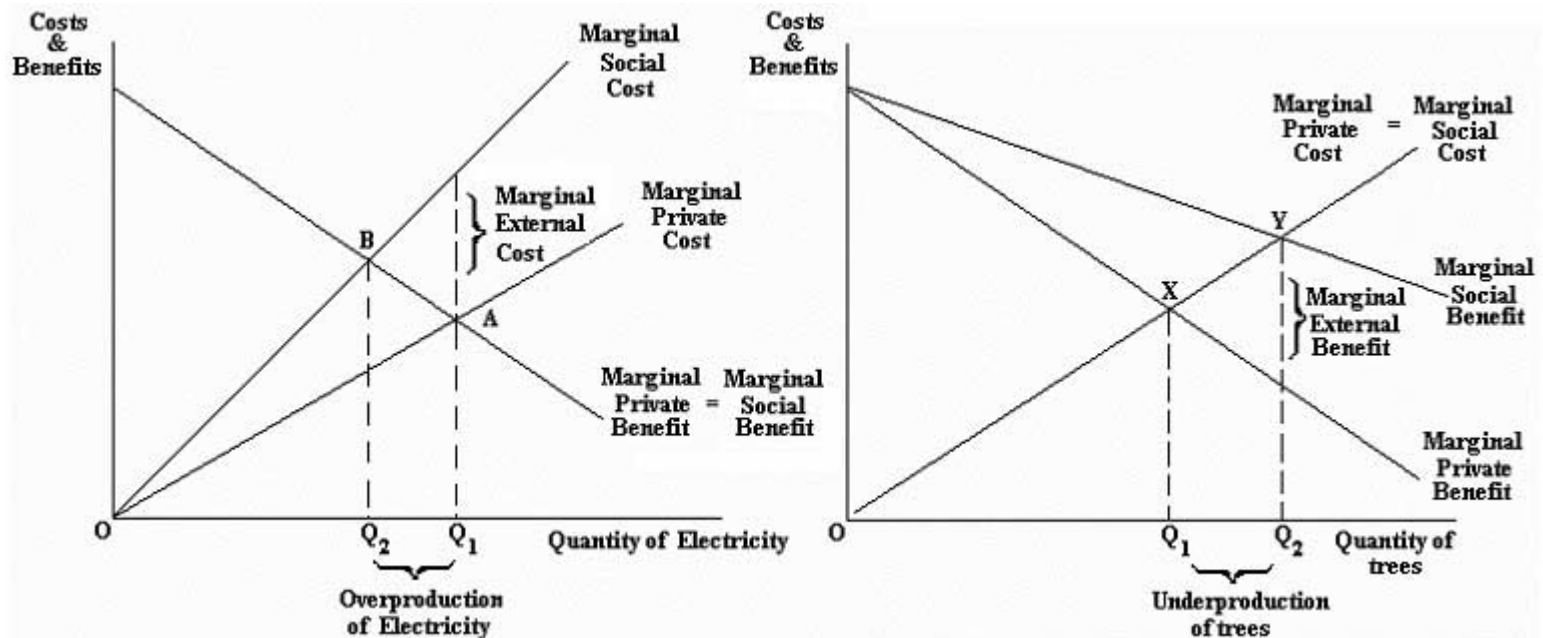 Costs
&
Benefits
Marginal
Social
Cost
Marginal
External
Cost
Marginal
Private
Cost
B
A
Marginal
Private
Benefit
=
Marginal
Social
Benefit
O
Q2
Q1
Quantity of Electricity
Overproduction
of Electricity
Costs
&
Benefits
Marginal
Private
Cost
=
Marginal
Social
Cost
Y
X
Marginal
Social
Benefit
Marginal
External
Benefit
Marginal
Private
Benefit
O
Q1
Q2
Quantity of
trees
Underproduction
of trees